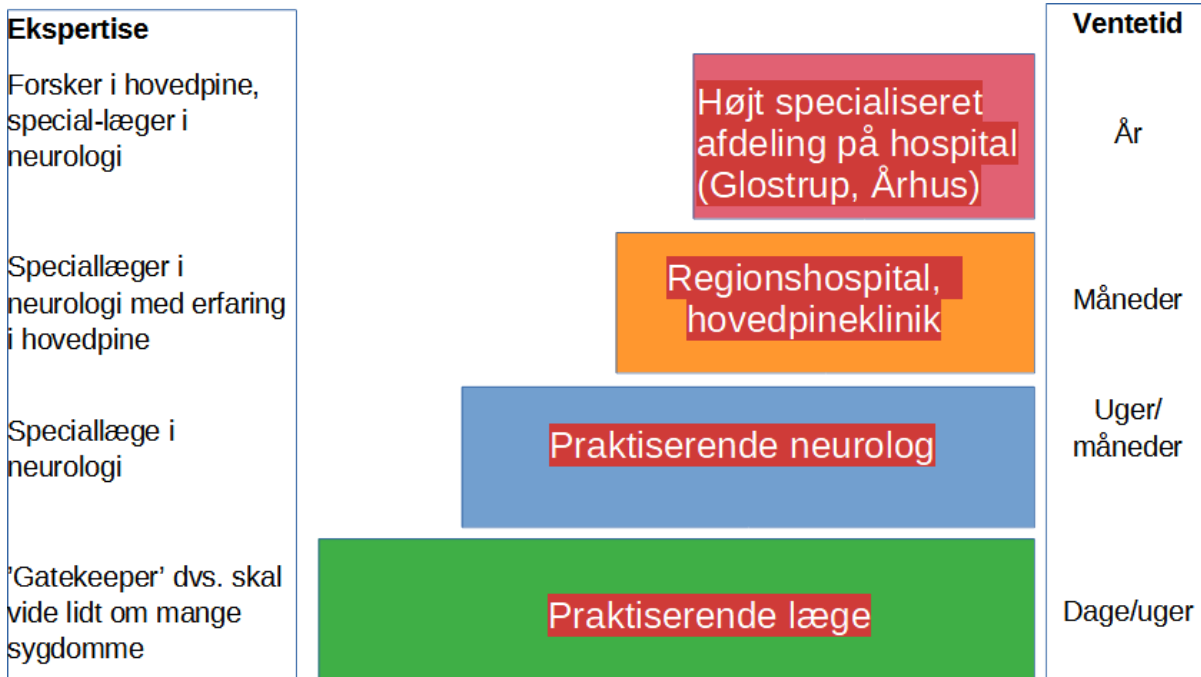 Ekspertise
Forsker i hovedpine,
special-læger i
neurologi
Speciallæger i
neurologi med erfaring
i hovedpine
Speciallæge i
neurologi
’Gatekeeper’ dvs. skal
vide lidt om mange
sygdomme
Højt specialiseret
afdeling på hospital
(Glostrup, Århus)
Regionshospital,
hovedpineklinik
Praktiserende neurolog
Praktiserende læge
Ventetid
År
Måneder
Uger/
måneder
Dage/uger